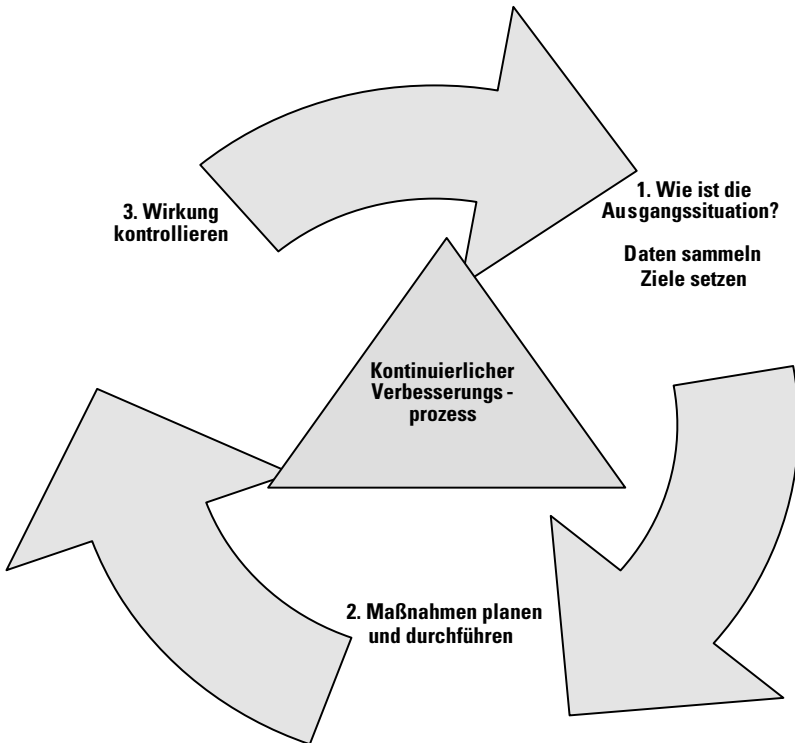 1. Wie ist die
Ausgangssituation?
Daten sammeln
Ziele setzen
2. Maßnahmen planen
und durchführen
3. Wirkung
kontrollieren
Kontinuierlicher
Verbesserungs -
prozess